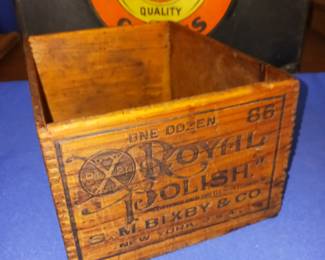 QUALITY
ONE DOZEN 86
"ROYAL
POLISH."
S. M. BIXBY & CO.
NEW YORK, U.S.A.